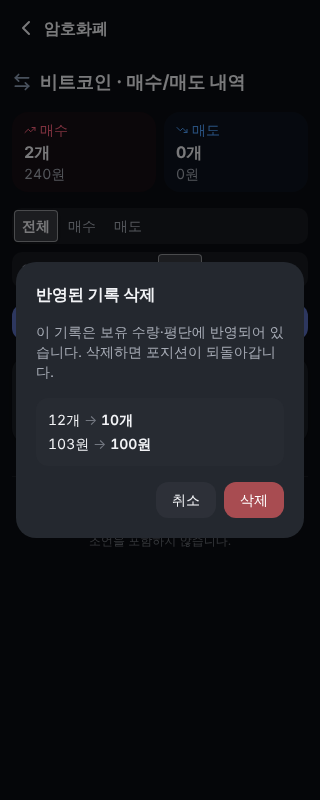 암호화폐
비트코인 · 매수/매도 내역
매수
2개
240원
매도
0개
0원
전체 매수 매도
반영된 기록 삭제
이 기록은 보유 수량·평단에 반영되어 있
습니다. 삭제하면 포지션이 되돌아갑니
다.
12개 → 10개
103원 → 100원
취소 삭제
조언을 포함하지 않습니다.